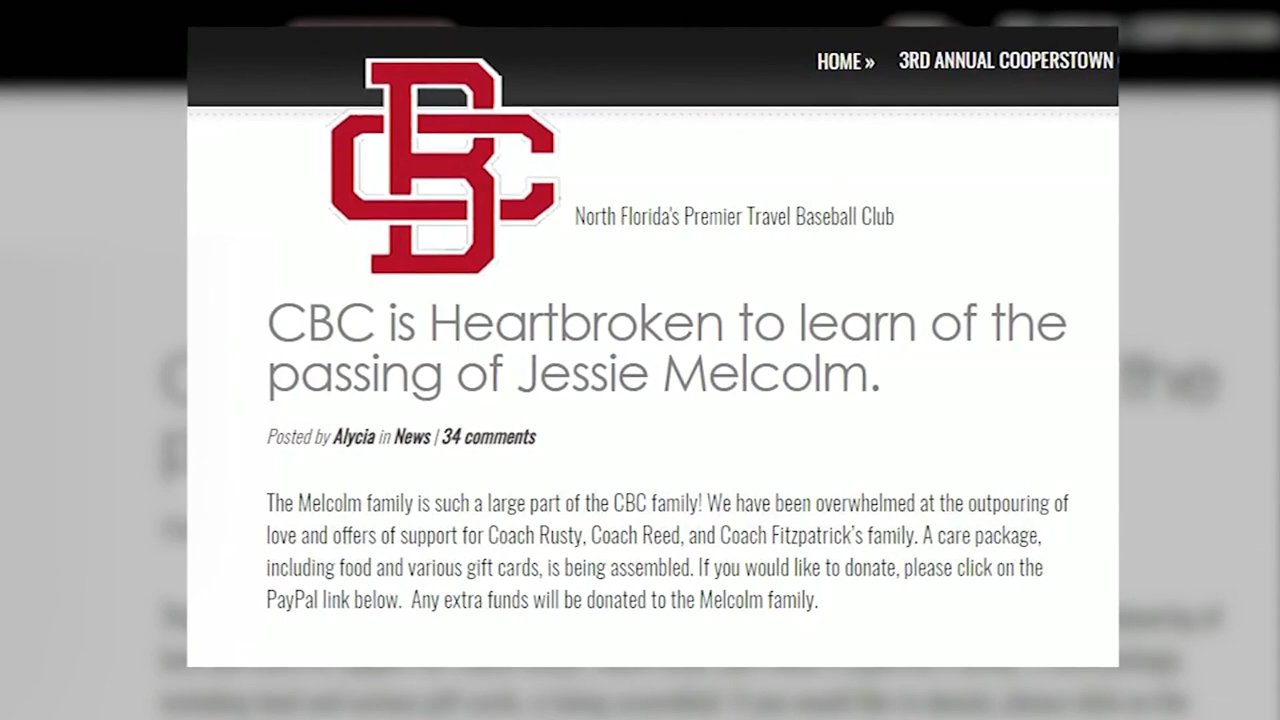 HOME » 3RD ANNUAL COOPERSTOWN
CBC
North Florida's Premier Travel Baseball Club
CBC is Heartbroken to learn of the
passing of Jessie Melcolm.
Posted by Alycia in News | 34 comments
The Melcolm family is such a large part of the CBC family! We have been overwhelmed at the outpouring of
love and offers of support for Coach Rusty, Coach Reed, and Coach Fitzpatrick's family. A care package,
including food and various gift cards, is being assembled. If you would like to donate, please click on the
PayPal link below. Any extra funds will be donated to the Melcolm family.